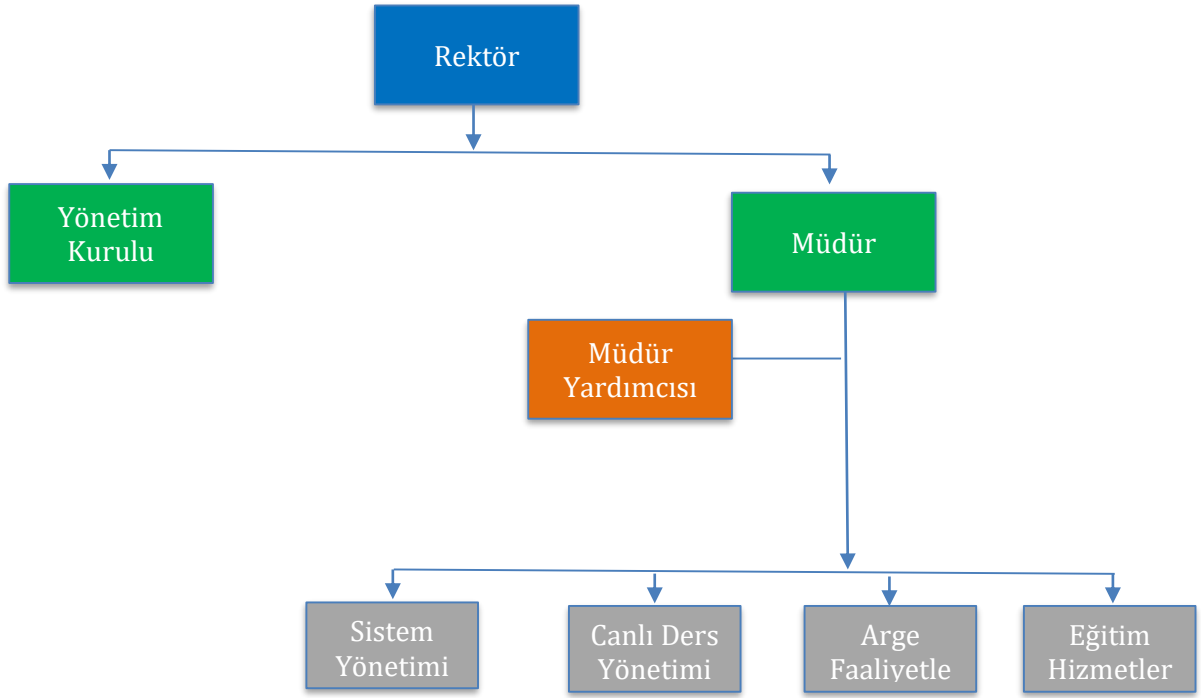 Rektör
Yönetim
Kurulu
Müdür
Müdür
Yardımcısı
Sistem
Yönetimi
Canlı Ders
Yönetimi
Arge
Faaliyetle
Eğitim
Hizmetler